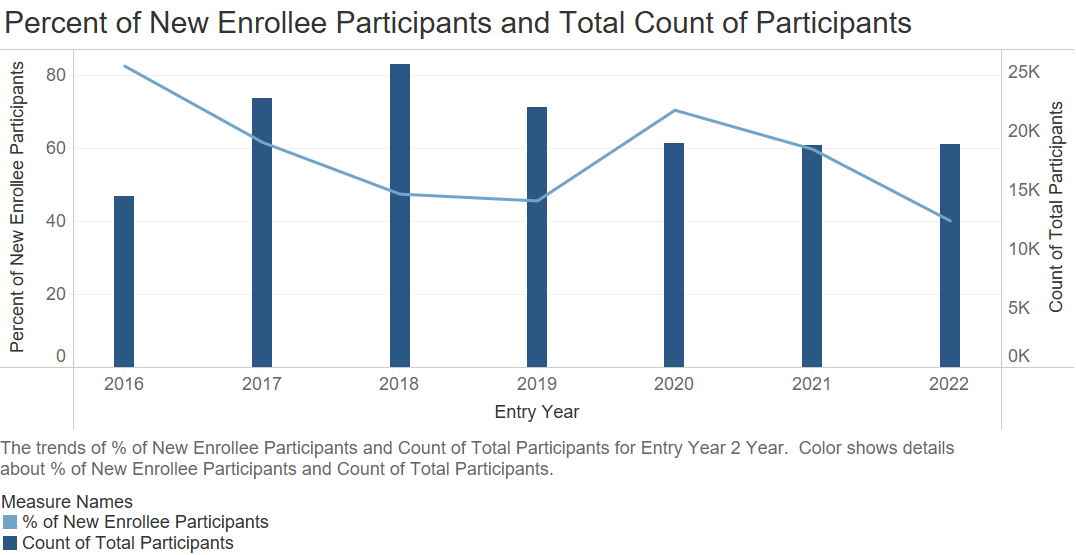 Percent of New Enrollee Participants and Total Count of Participants
Percent of New Enrollee Participants
80
60
40
20
0
25K
20K
15K
10K
5K
0K
Count of Total Participants
2016 2017 2018 2019 2020 2021 2022
Entry Year
The trends of % of New Enrollee Participants and Count of Total Participants for Entry Year 2 Year.  Color shows details
about % of New Enrollee Participants and Count of Total Participants.
Measure Names
% of New Enrollee Participants
Count of Total Participants